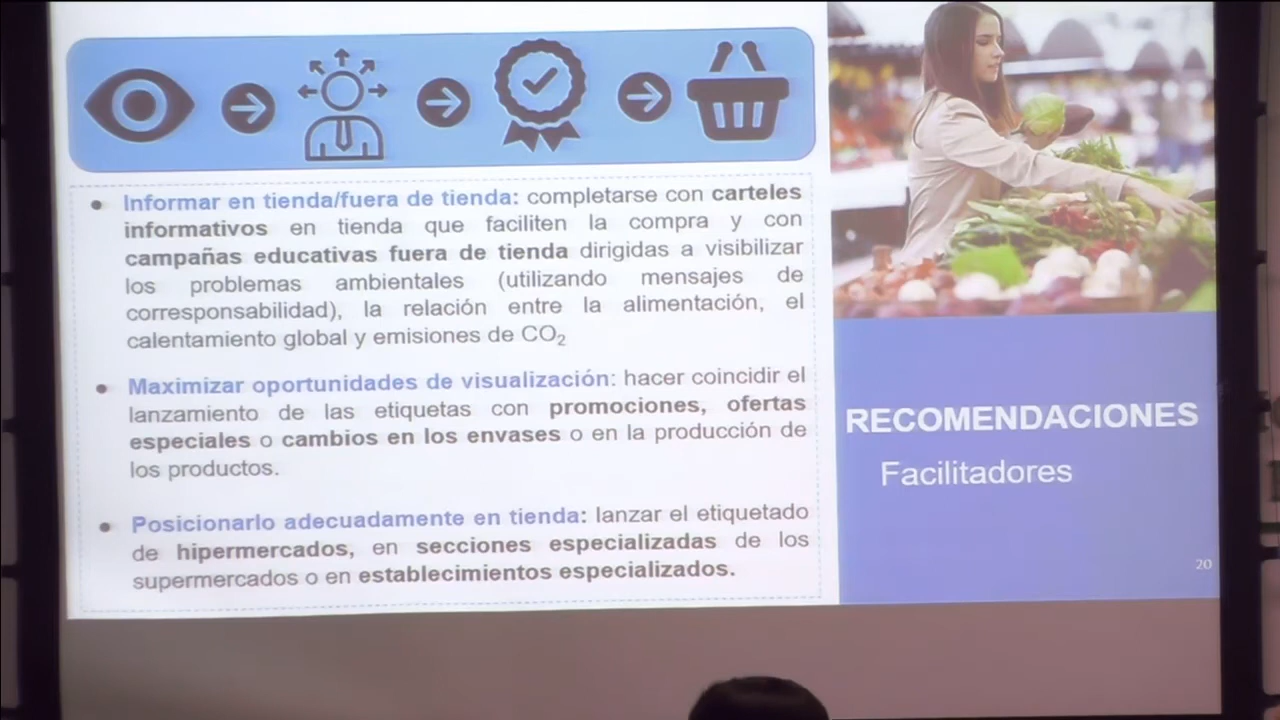 Informar en tienda/fuera de tienda: completarse con carteles
informativos en tienda que faciliten la compra y con
campañas educativas fuera de tienda dirigidas a visibilizar
los problemas ambientales (utilizando mensajes de
corresponsabilidad), la relación entre la alimentación, el
calentamiento global y emisiones de CO₂
Maximizar oportunidades de visualización: hacer coincidir el
lanzamiento de las etiquetas con promociones, ofertas
especiales o cambios en los envases o en la producción de
los productos.
Posicionarlo adecuadamente en tienda: lanzar el etiquetado
de hipermercados, en secciones especializadas de los
supermercados o en establecimientos especializados.
RECOMENDACIONES
Facilitadores
20